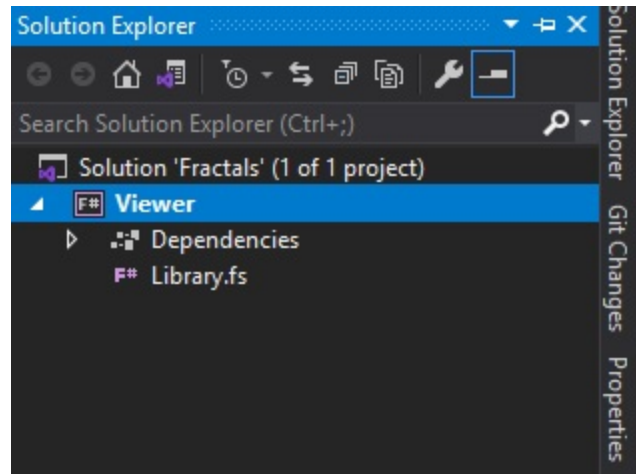 Solution Explorer
Search Solution Explorer (Ctrl+;)
Solution 'Fractals' (1 of 1 project)
F# Viewer
Dependencies
F# Library.fs
Solution Explorer
Git Changes
Properties